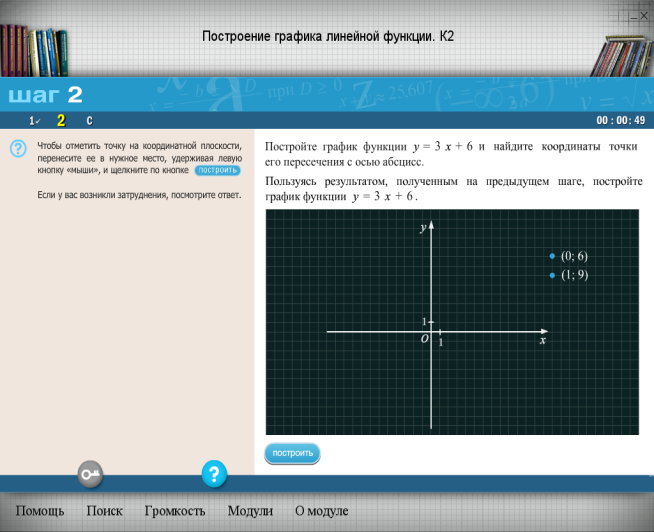 Построение графика линейной функции. К2
шаг 2
1✓ 2 С
00 : 00: 49
Чтобы отметить точку на координатной плоскости,
перенесите ее в нужное место, удерживая левую
кнопку «мыши», и щелкните по кнопке построить
Если у вас возникли затруднения, посмотрите ответ.
Постройте график функции y = 3 x + 6 и найдите координаты точки
его пересечения с осью абсцисс.
Пользуясь результатом, полученным на предыдущем шаге, постройте
график функции y = 3 x + 6 .
y
(0; 6)
(1; 9)
1
O 1 x
построить
Помощь Поиск Громкость Модули О модуле